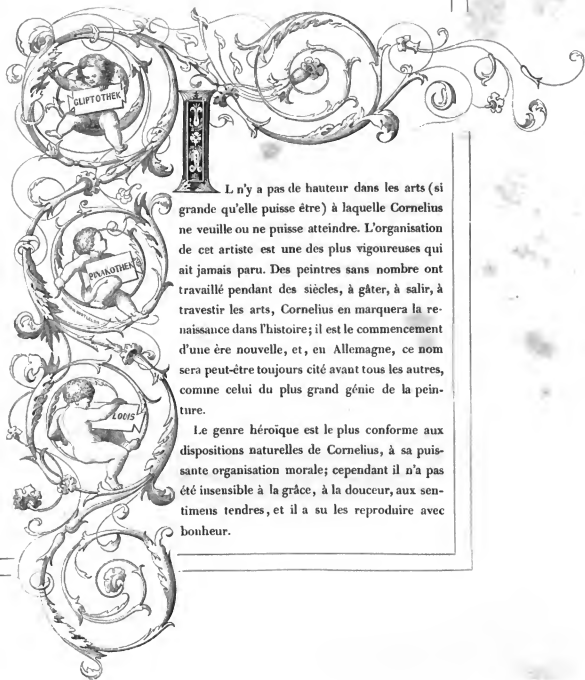 GLIPTOTHEK
PINAKOTHEK
LOUIS
IL n'y a pas de hauteur dans les arts (si
grande qu'elle puisse être) à laquelle Cornelius
ne veuille ou ne puisse atteindre. L'organisation
de cet artiste est une des plus vigoureuses qui
ait jamais paru. Des peintres sans nombre ont
travaillé pendant des siècles, à gâter, à salir, à
travestir les arts, Cornelius en marquera la re-
naissance dans l'histoire; il est le commencement
d'une ère nouvelle, et, en Allemagne, ce nom
sera peut-être toujours cité avant tous les autres,
comme celui du plus grand génie de la pein-
ture.
Le genre héroïque est le plus conforme aux
dispositions naturelles de Cornelius, à sa puis-
sante organisation morale; cependant il n'a pas
été insensible à la grâce, à la douceur, aux sen-
timens tendres, et il a su les reproduire avec
bonheur.